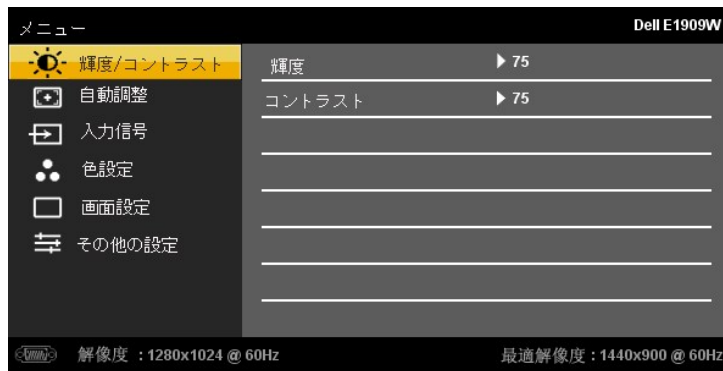 メニュー Dell E1909W
輝度/コントラスト 輝度 75
自動調整 コントラスト 75
入力信号
色設定
画面設定
その他の設定
解像度 : 1280x1024 @ 60Hz 最適解像度 : 1440x900 @ 60Hz